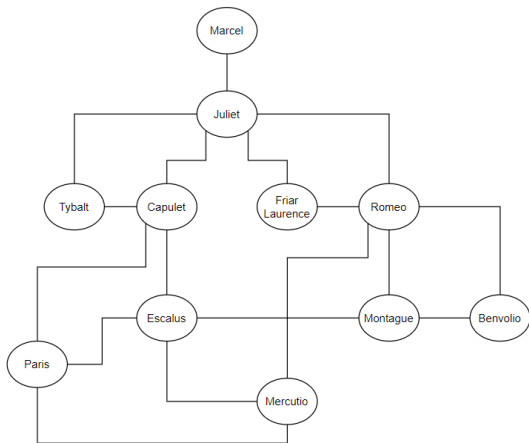 Marcel
Juliet
Tybalt
Capulet
Friar
Laurence
Romeo
Escalus
Montague
Benvolio
Paris
Mercutio